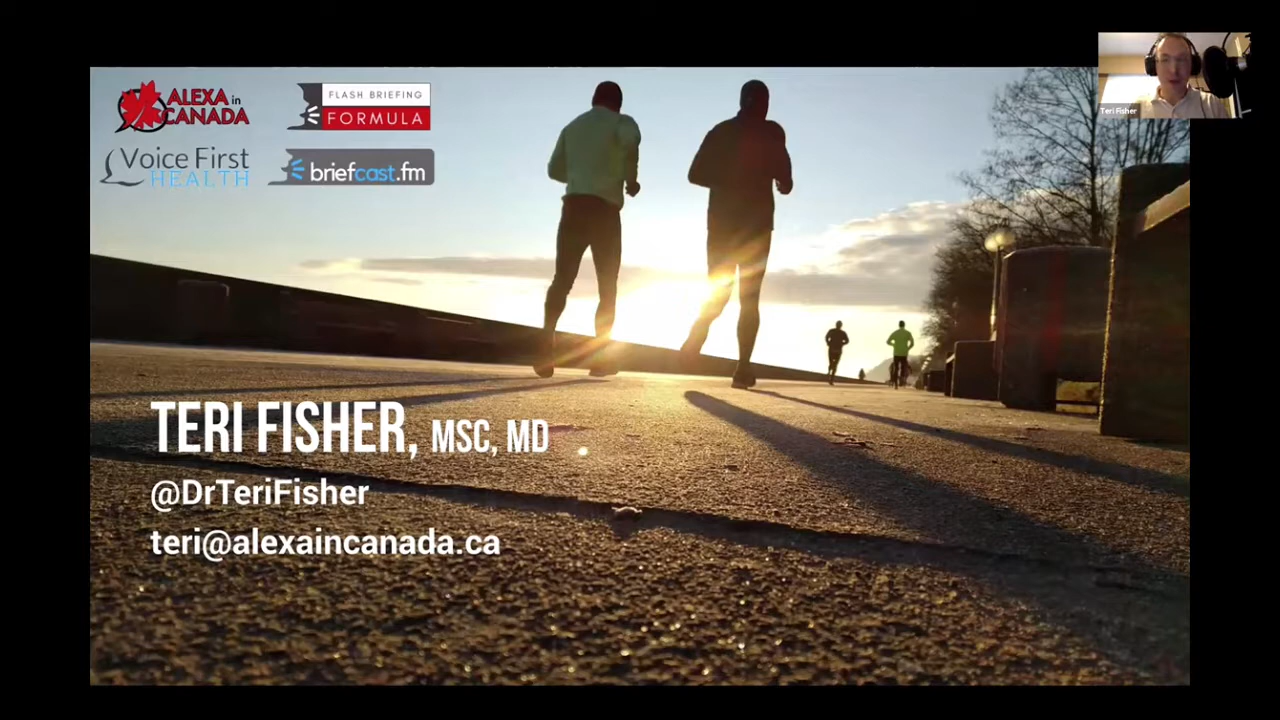 ALEXA in
CANADA
FLASH BRIEFING
FORMULA
Voice First
HEALTH
briefcast.fm
Teri Fisher
TERI FISHER, MSC, MD
@DrTeriFisher
teri@alexaincanada.ca